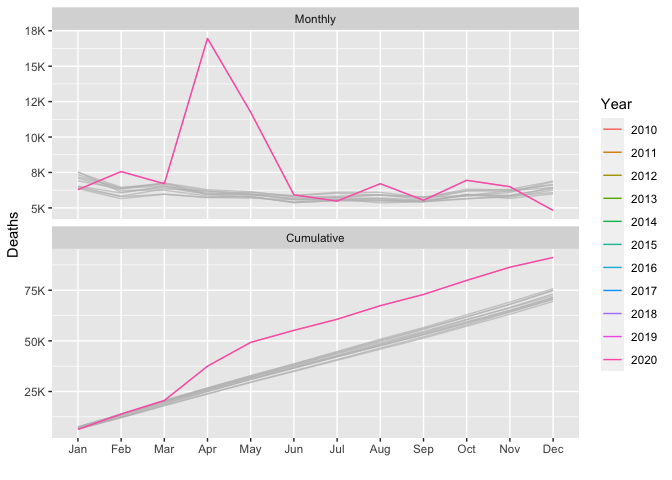 Monthly
18K
15K
12K
10K
8K
5K
Deaths
Cumulative
75K
50K
25K
Jan Feb Mar Apr May Jun Jul Aug Sep Oct Nov Dec
Year
2010
2011
2012
2013
2014
2015
2016
2017
2018
2019
2020